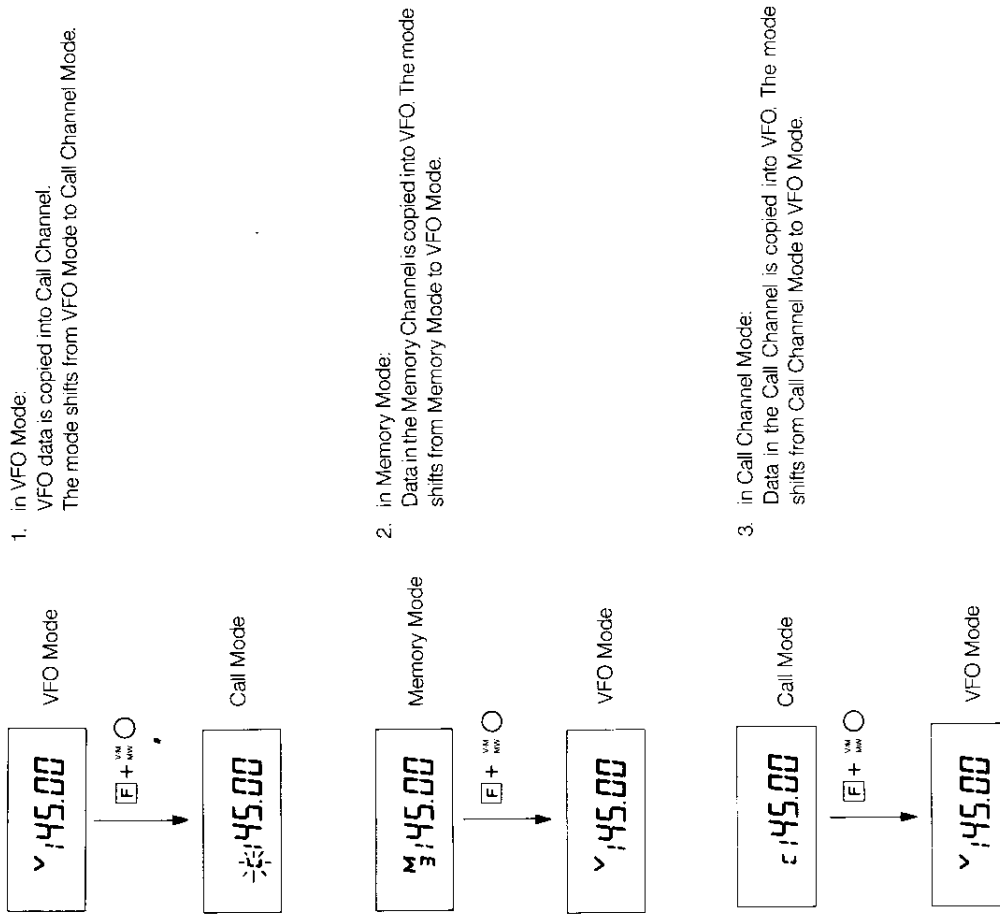 1. in VFO Mode:
VFO data is copied into Call Channel.
The mode shifts from VFO Mode to Call Channel Mode.
V 145.00
VFO Mode
F + V/M MW
C 145.00
Call Mode
2. in Memory Mode:
Data in the Memory Channel is copied into VFO. The mode
shifts from Memory Mode to VFO Mode.
M 3 145.00
Memory Mode
F + V/M MW
V 145.00
VFO Mode
3. in Call Channel Mode:
Data in the Call Channel is copied into VFO. The mode
shifts from Call Channel Mode to VFO Mode.
C 145.00
Call Mode
F + V/M MW
V 145.00
VFO Mode